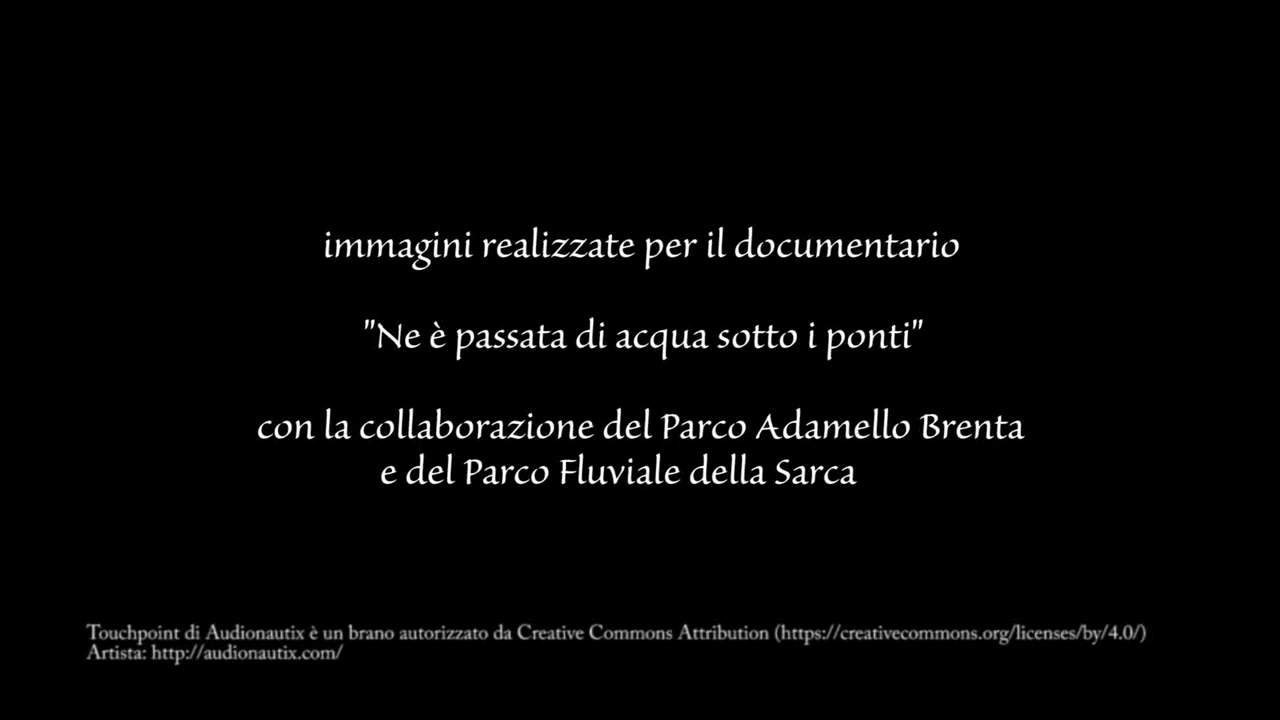 immagini realizzate per il documentario
"Ne è passata di acqua sotto i ponti"
con la collaborazione del Parco Adamello Brenta
e del Parco Fluviale della Sarca
Touchpoint di Audionautix è un brano autorizzato da Creative Commons Attribution (https://creativecommons.org/licenses/by/4.0/)
Artista: http://audionautix.com/